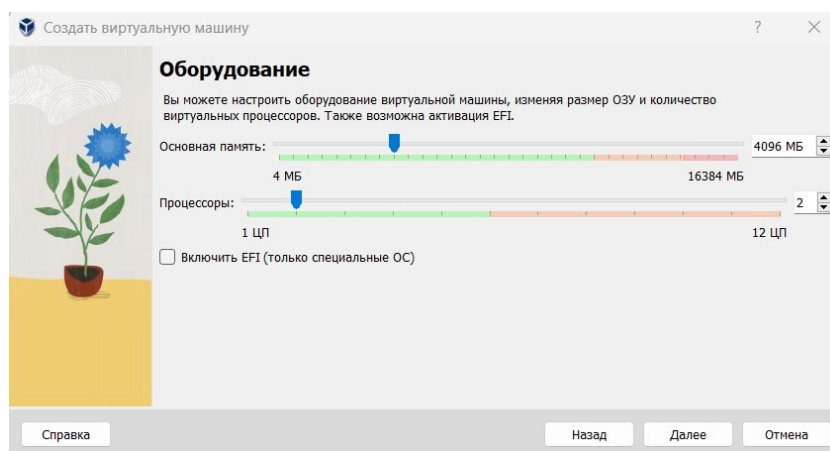 Создать виртуальную машину
?
Оборудование
Вы можете настроить оборудование виртуальной машины, изменяя размер ОЗУ и количество
виртуальных процессоров. Также возможна активация EFI.
Основная память:
4096 МБ
4 МБ
16384 МБ
Процессоры:
2
1 ЦП
12 ЦП
Включить EFI (только специальные ОС)
Справка
Назад
Далее
Отмена